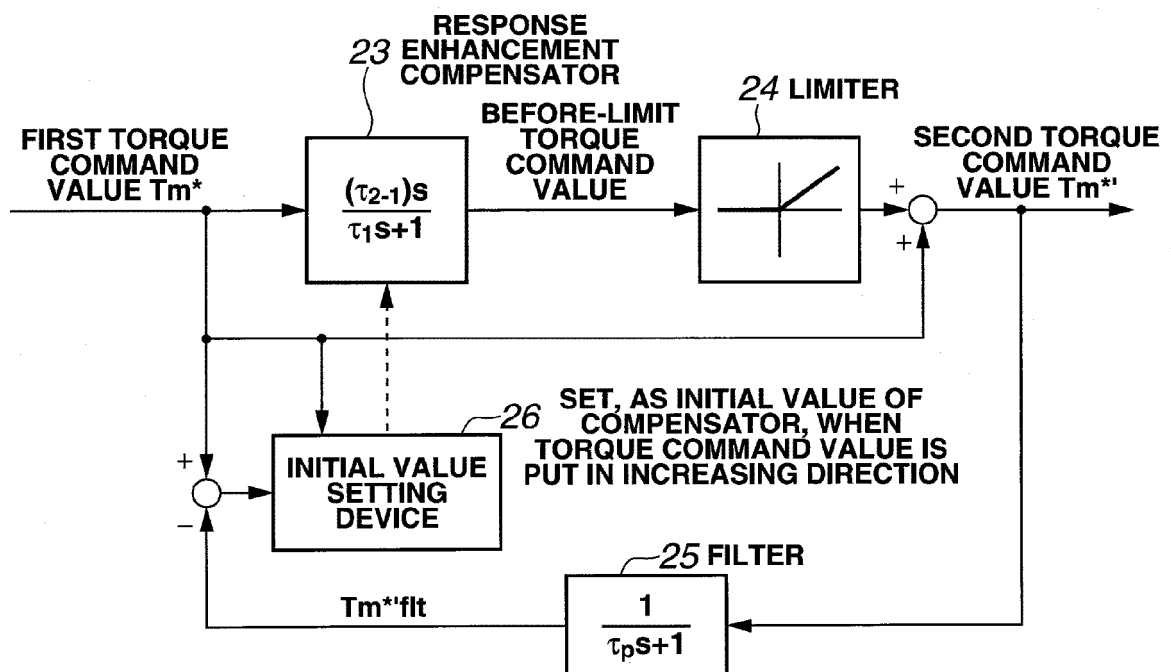 RESPONSE
23 ENHANCEMENT
COMPENSATOR
24 LIMITER
FIRST TORQUE
COMMAND
VALUE Tm*
(τ2-1)s
τ1s+1
BEFORE-LIMIT
TORQUE
COMMAND
VALUE
SECOND TORQUE
COMMAND
VALUE Tm*'
+
+
26
SET, AS INITIAL VALUE OF
COMPENSATOR, WHEN
TORQUE COMMAND VALUE IS
PUT IN INCREASING DIRECTION
+
−
INITIAL VALUE
SETTING
DEVICE
25 FILTER
Tm*'flt
1
τps+1